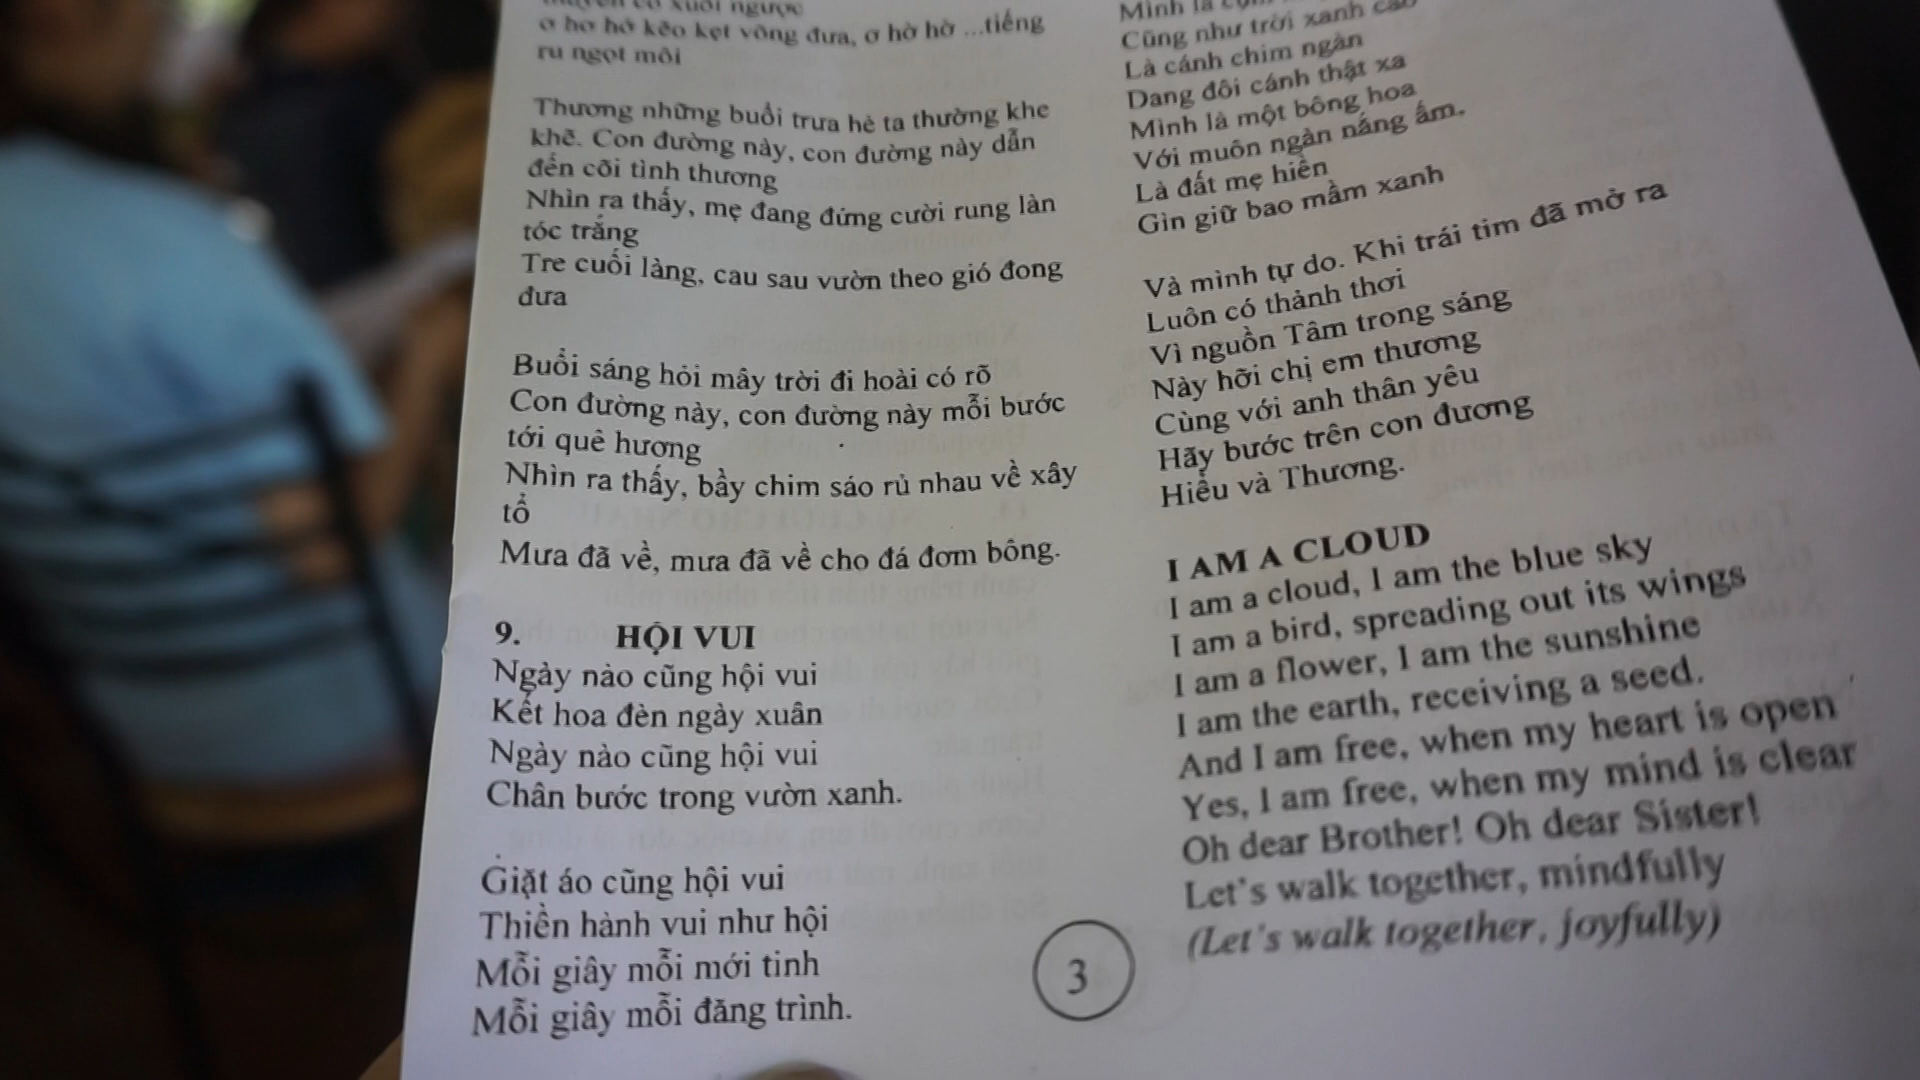 ơ hơ hớ kẽo kẹt võng đưa, ơ hờ hờ ...tiếng
ru ngọt môi
Thương những buổi trưa hè ta thường khe
khẽ. Con đường này, con đường này dẫn
đến cõi tình thương
Nhìn ra thấy, mẹ đang đứng cười rung làn
tóc trắng
Tre cuối làng, cau sau vườn theo gió đong
đưa
Buổi sáng hỏi mây trời đi hoài có rõ
Con đường này, con đường này mỗi bước
tới quê hương
Nhìn ra thấy, bầy chim sáo rủ nhau về xây
tổ
Mưa đã về, mưa đã về cho đá đơm bông.
9. HỘI VUI
Ngày nào cũng hội vui
Kết hoa đèn ngày xuân
Ngày nào cũng hội vui
Chân bước trong vườn xanh.
Giặt áo cũng hội vui
Thiền hành vui như hội
Mỗi giây mỗi mới tinh
Mỗi giây mỗi đăng trình.
Mình là
Cũng như trời xanh cao
Là cánh chim ngàn
Dang đôi cánh thật xa
Mình là một bông hoa
Với muôn ngàn nắng ấm.
Là đất mẹ hiền
Gìn giữ bao mầm xanh
Và mình tự do. Khi trái tim đã mở ra
Luôn có thảnh thơi
Vì nguồn Tâm trong sáng
Này hỡi chị em thương
Cùng với anh thân yêu
Hãy bước trên con đương
Hiểu và Thương.
I AM A CLOUD
I am a cloud, I am the blue sky
I am a bird, spreading out its wings
I am a flower, I am the sunshine
I am the earth, receiving a seed.
And I am free, when my heart is open
Yes, I am free, when my mind is clear
Oh dear Brother! Oh dear Sister!
Let's walk together, mindfully
(Let's walk together, joyfully)
3